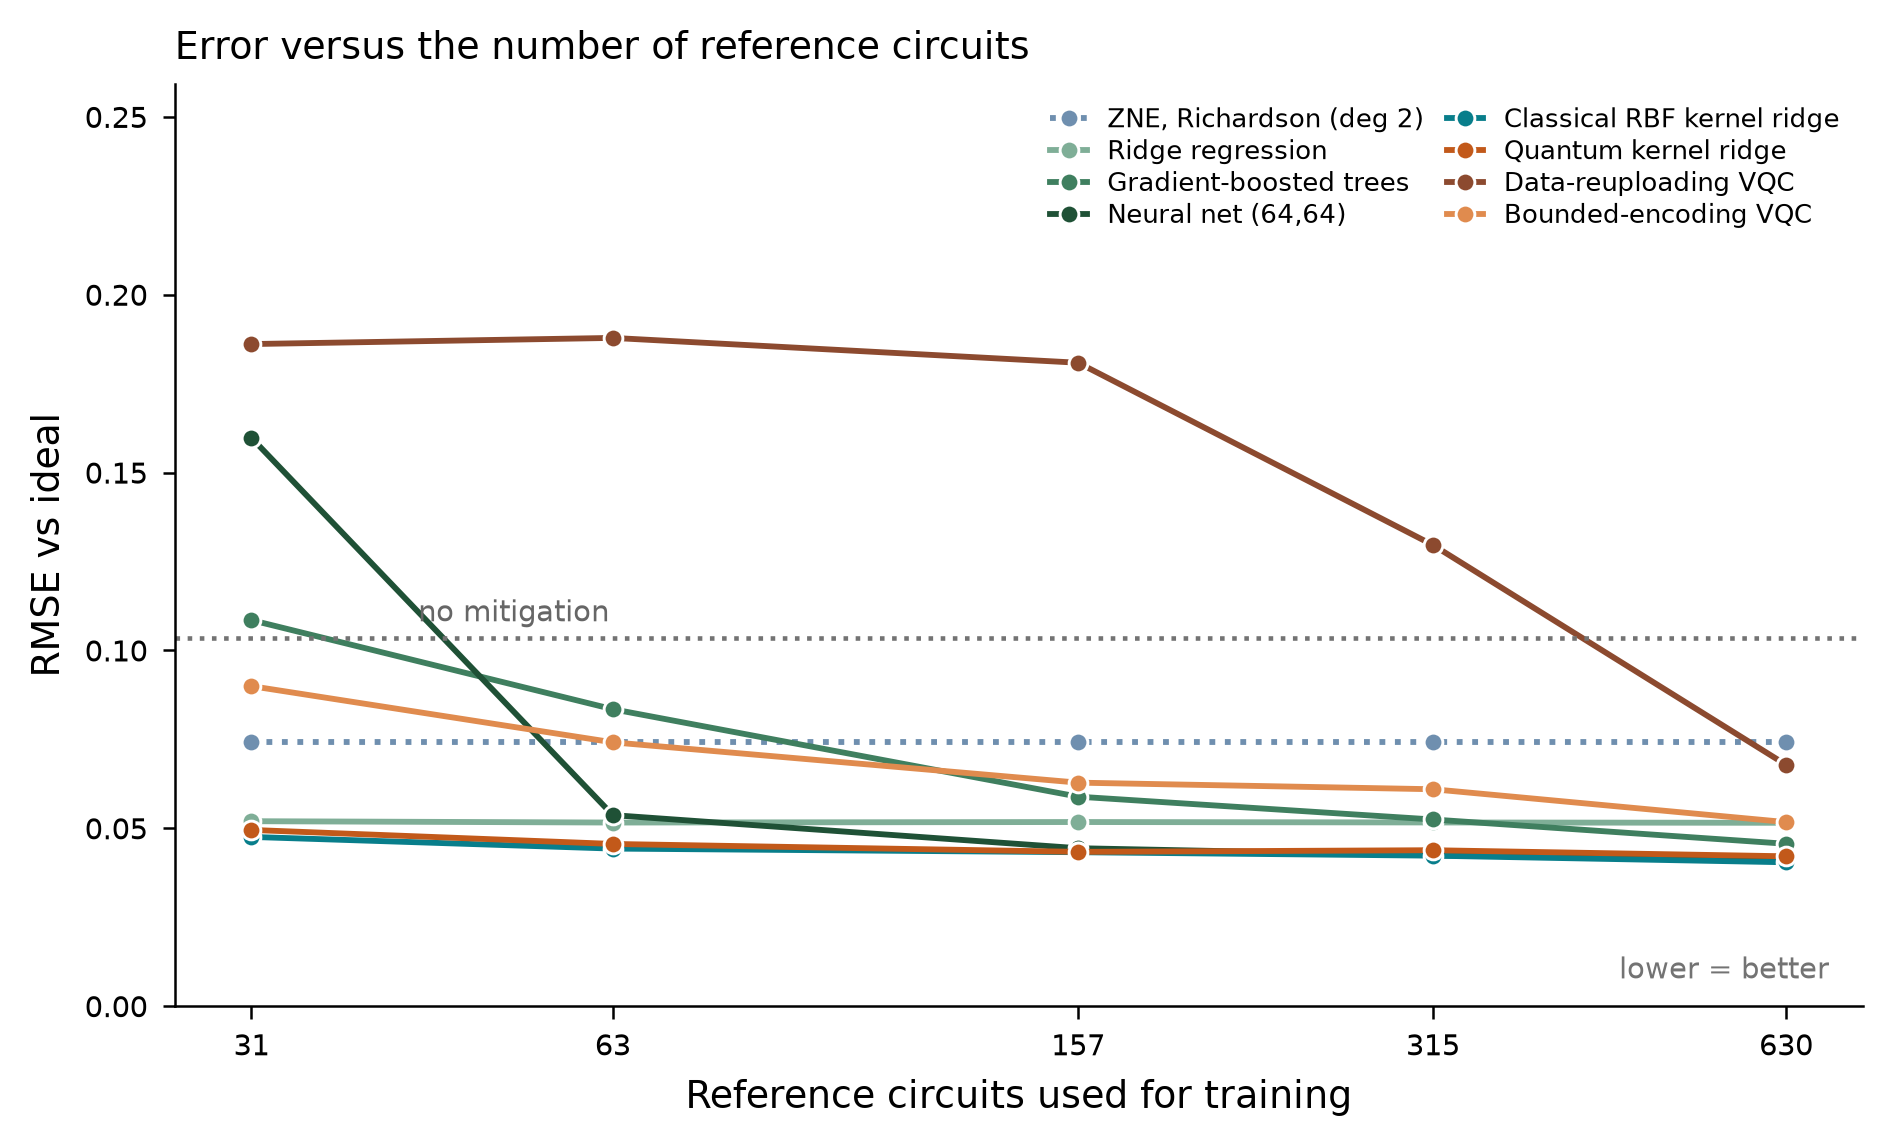 Error versus the number of reference circuits
0.25
0.20
0.15
0.10
0.05
0.00
RMSE vs ideal
ZNE, Richardson (deg 2)
Ridge regression
Gradient-boosted trees
Neural net (64,64)
Classical RBF kernel ridge
Quantum kernel ridge
Data-reuploading VQC
Bounded-encoding VQC
no mitigation
lower = better
31 63 157 315 630
Reference circuits used for training